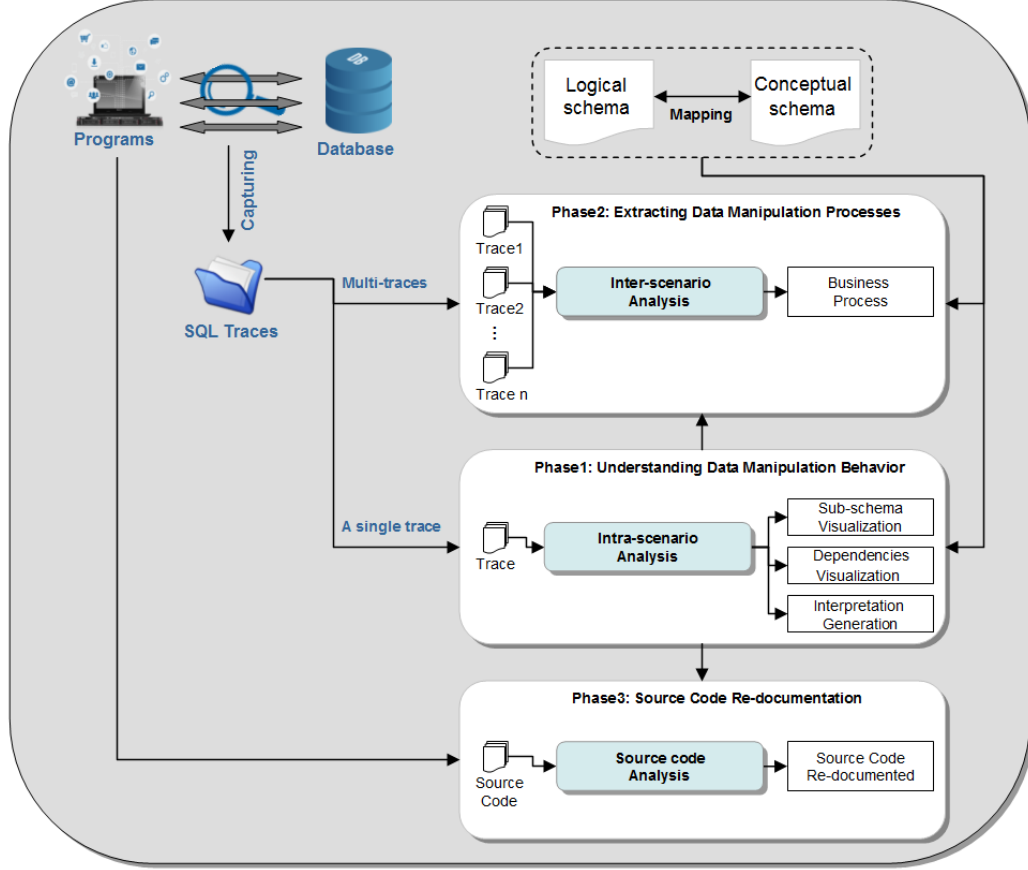 DB
Programs
Database
Capturing
SQL Traces
Logical
schema
Mapping
Conceptual
schema
Multi-traces
Phase2: Extracting Data Manipulation Processes
Trace1
Trace2
...
Trace n
Inter-scenario
Analysis
Business
Process
A single trace
Phase1: Understanding Data Manipulation Behavior
Trace
Intra-scenario
Analysis
Sub-schema
Visualization
Dependencies
Visualization
Interpretation
Generation
Phase3: Source Code Re-documentation
Source
Code
Source code
Analysis
Source Code
Re-documented